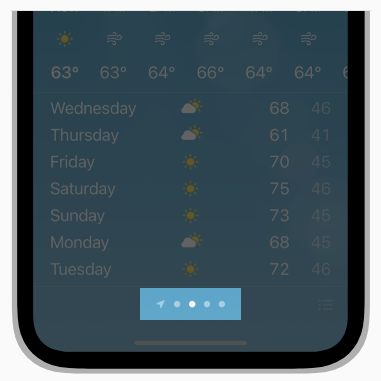 63° 63° 64° 66° 64° 64°
Wednesday 68 46
Thursday 61 41
Friday 70 45
Saturday 75 46
Sunday 73 45
Monday 68 45
Tuesday 72 46